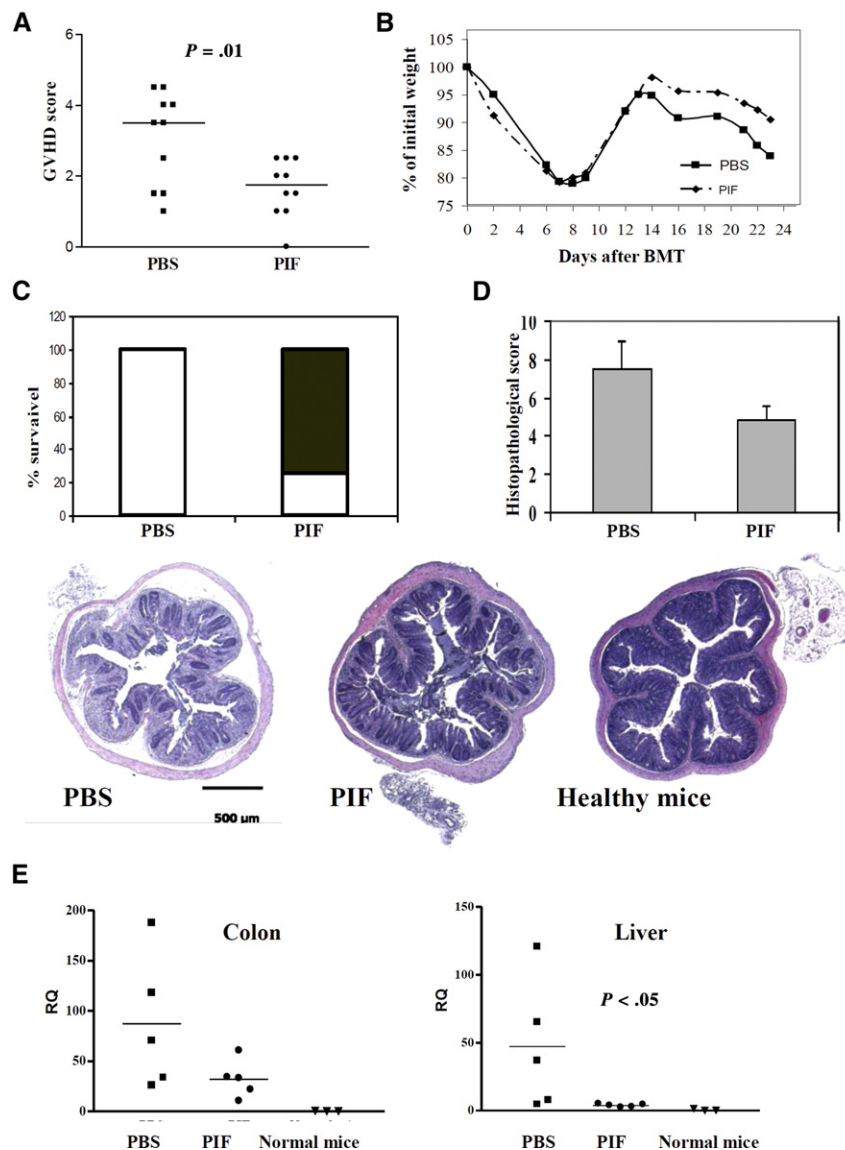 A
P = .01
GVHD score
6
4
2
0
PBS PIF
B
% of initial weight
105
100
95
90
85
80
75
PBS
PIF
0 2 4 6 8 10 12 14 16 18 20 22 24
Days after BMT
C
% survaivel
120
100
80
60
40
20
0
PBS PIF
D
Histopathological score
10
8
6
4
2
0
PBS PIF
PBS
500 µm
PIF
Healthy mice
E
Colon
RQ
200
150
100
50
0
PBS PIF Normal mice
Liver
P < .05
RQ
150
100
50
0
PBS PIF Normal mice